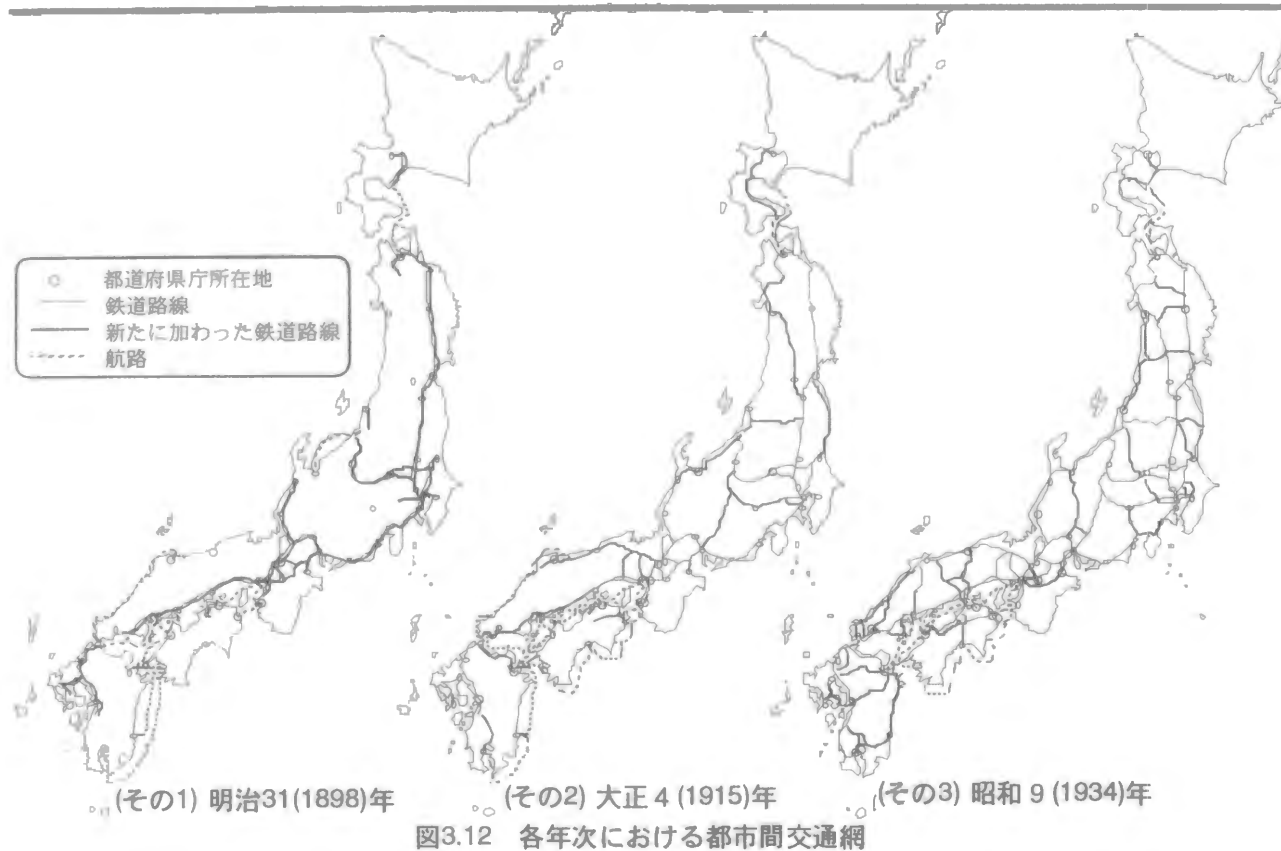 都道府県庁所在地
鉄道路線
新たに加わった鉄道路線
航路
(その1) 明治31(1898)年
(その2) 大正4(1915)年
(その3) 昭和9(1934)年
図3.12 各年次における都市間交通網